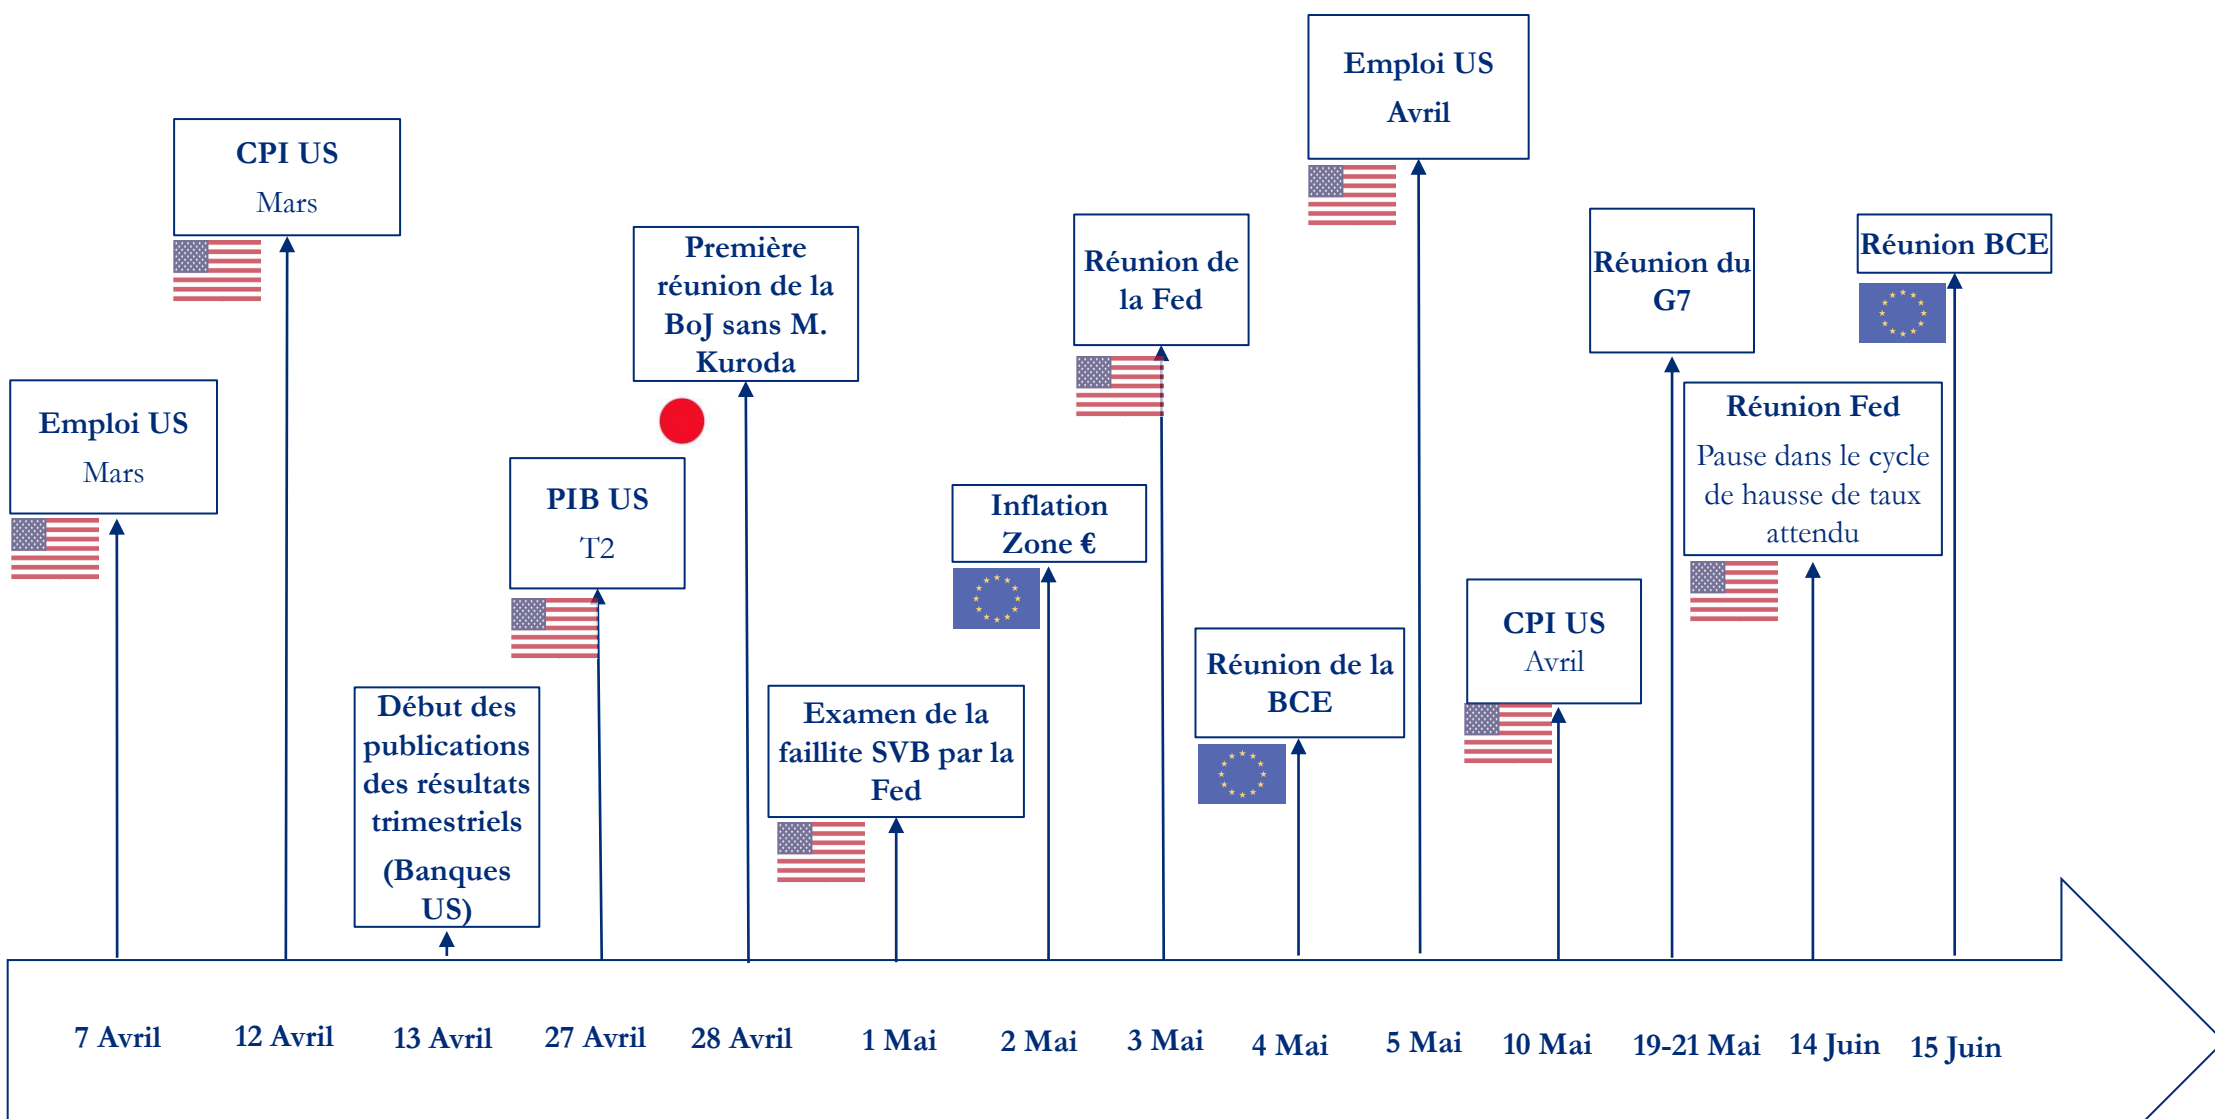 Emploi US
Mars
CPI US
Mars
Début des
publications
des résultats
trimestriels
(Banques
US)
PIB US
T2
Première
réunion de la
BoJ sans M.
Kuroda
Examen de la
faillite SVB par la
Fed
Inflation
Zone €
Réunion de
la Fed
Réunion de la
BCE
Emploi US
Avril
CPI US
Avril
Réunion du
G7
Réunion Fed
Pause dans le cycle
de hausse de taux
attendu
Réunion BCE
7 Avril
12 Avril
13 Avril
27 Avril
28 Avril
1 Mai
2 Mai
3 Mai
4 Mai
5 Mai
10 Mai
19-21 Mai
14 Juin
15 Juin